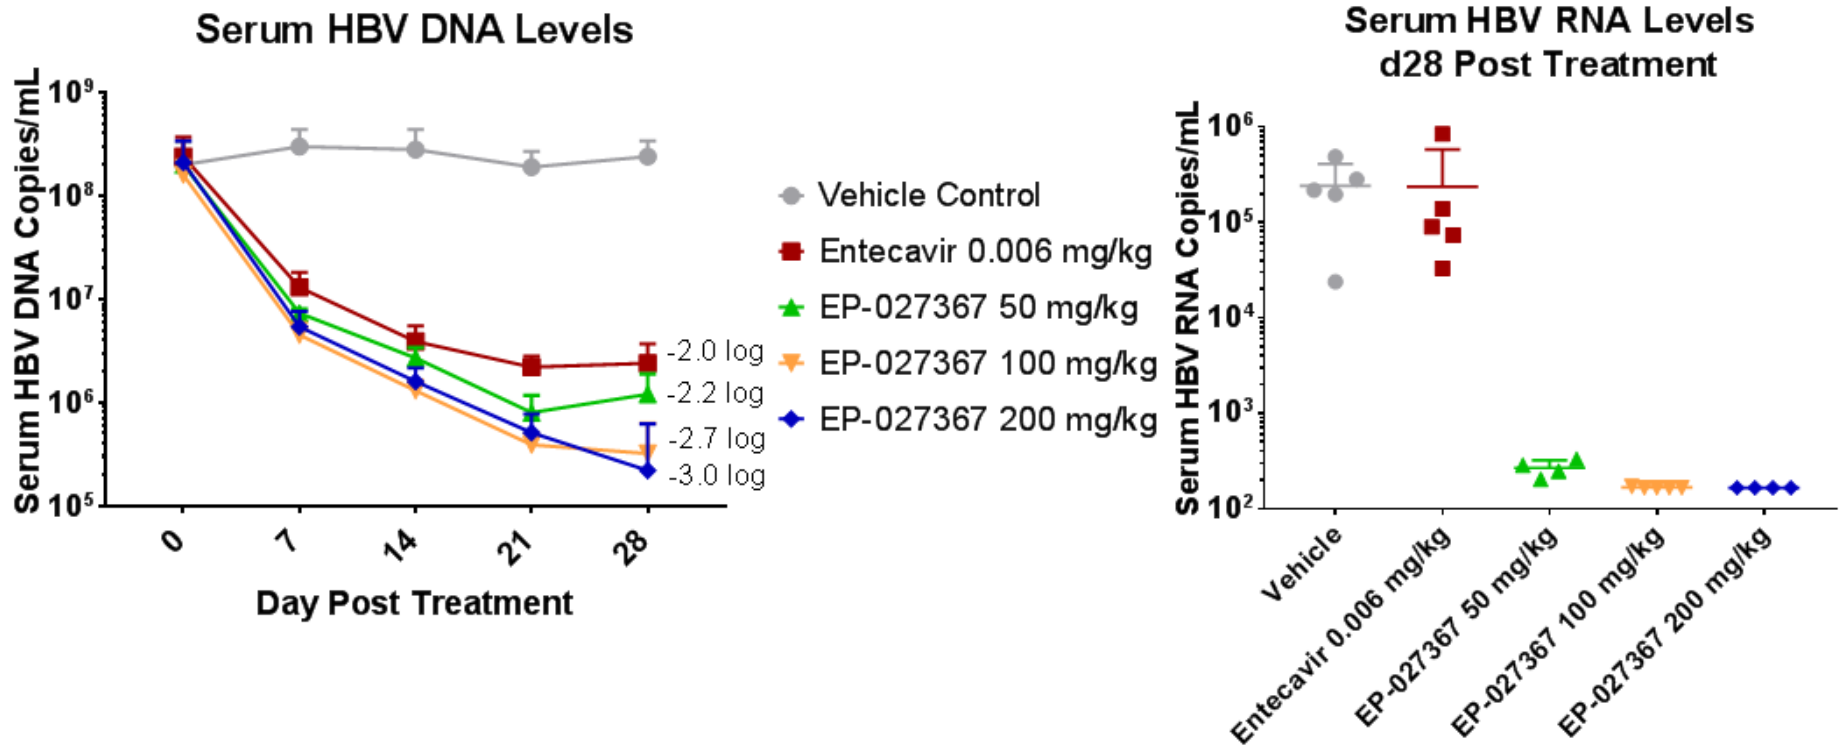 Serum HBV DNA Levels
Serum HBV DNA Copies/mL
10⁹
10⁸
10⁷
10⁶
10⁵
0
7
14
21
28
Day Post Treatment
-2.0 log
-2.2 log
-2.7 log
-3.0 log
Vehicle Control
Entecavir 0.006 mg/kg
EP-027367 50 mg/kg
EP-027367 100 mg/kg
EP-027367 200 mg/kg
Serum HBV RNA Levels
d28 Post Treatment
Serum HBV RNA Copies/mL
10⁶
10⁵
10⁴
10³
10²
Vehicle
Entecavir 0.006 mg/kg
EP-027367 50 mg/kg
EP-027367 100 mg/kg
EP-027367 200 mg/kg